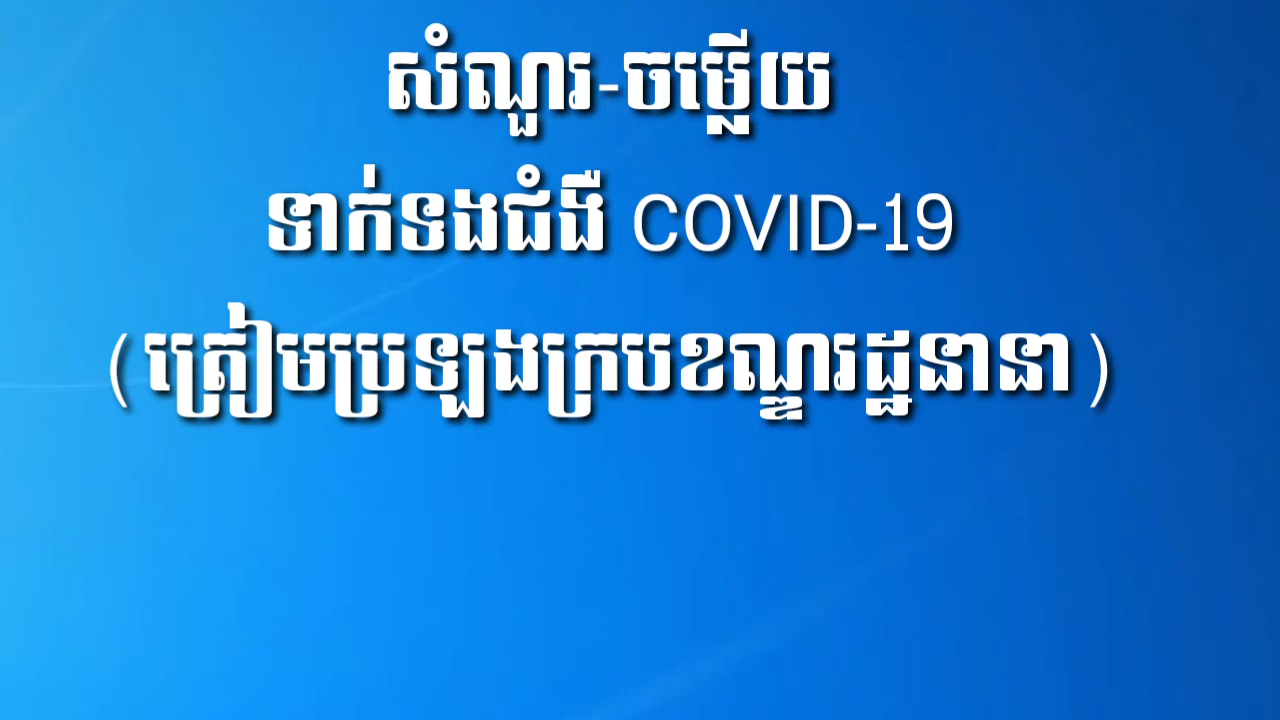 សំណួរ-ចម្លើយ
ទាក់ទងជំងឺ COVID-19
(ត្រៀមប្រឡងក្របខណ្ឌរដ្ឋនានា)